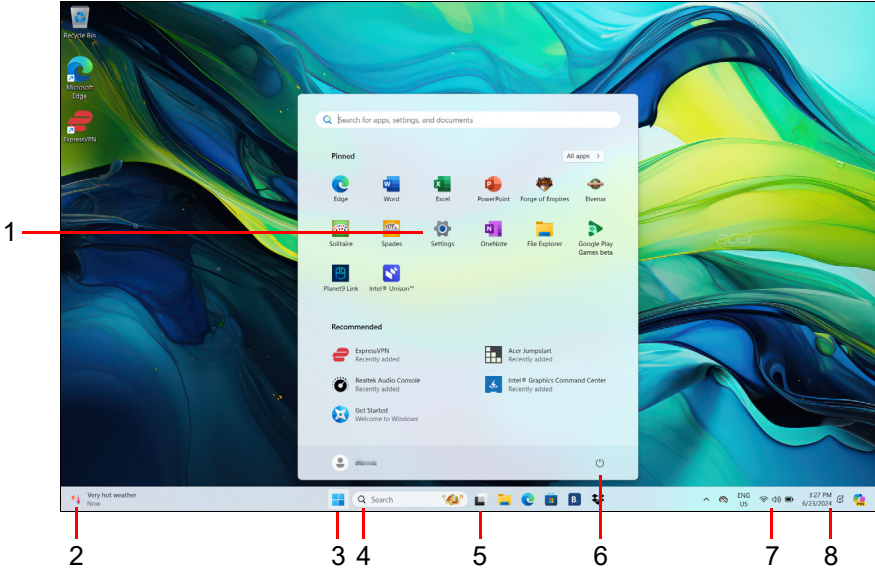 Recycle Bin
Microsoft
Edge
ExpressVPN
Search for apps, settings, and documents
Pinned
All apps >
Edge
Word
Excel
PowerPoint
Forge of Empires
Elvenar
1
Solitaire
Spades
Settings
OneNote
File Explorer
Google Play
Games beta
Planet9 Link
Intel® Unison™
acer
Recommended
ExpressVPN
Recently added
Acer Jumpstart
Recently added
Realtek Audio Console
Recently added
Intel® Graphics Command Center
Recently added
Get Started
Welcome to Windows
Very hot weather
Now
Search
ENG
US
3:27 PM
6/23/2024
2
3
4
5
6
7
8